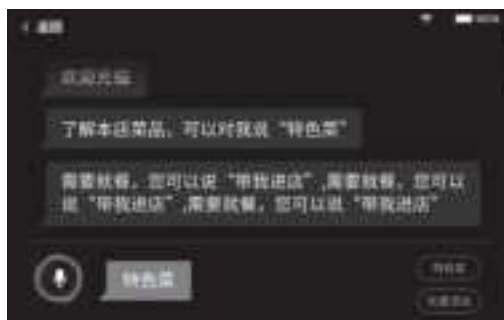 欢迎光临
了解本店菜品，可以对我说“特色菜”
需要就餐，您可以说“带我进店”,需要就餐，您可以
说“带我进店”,需要就餐，您可以说“带我进店”
特色菜
特色菜